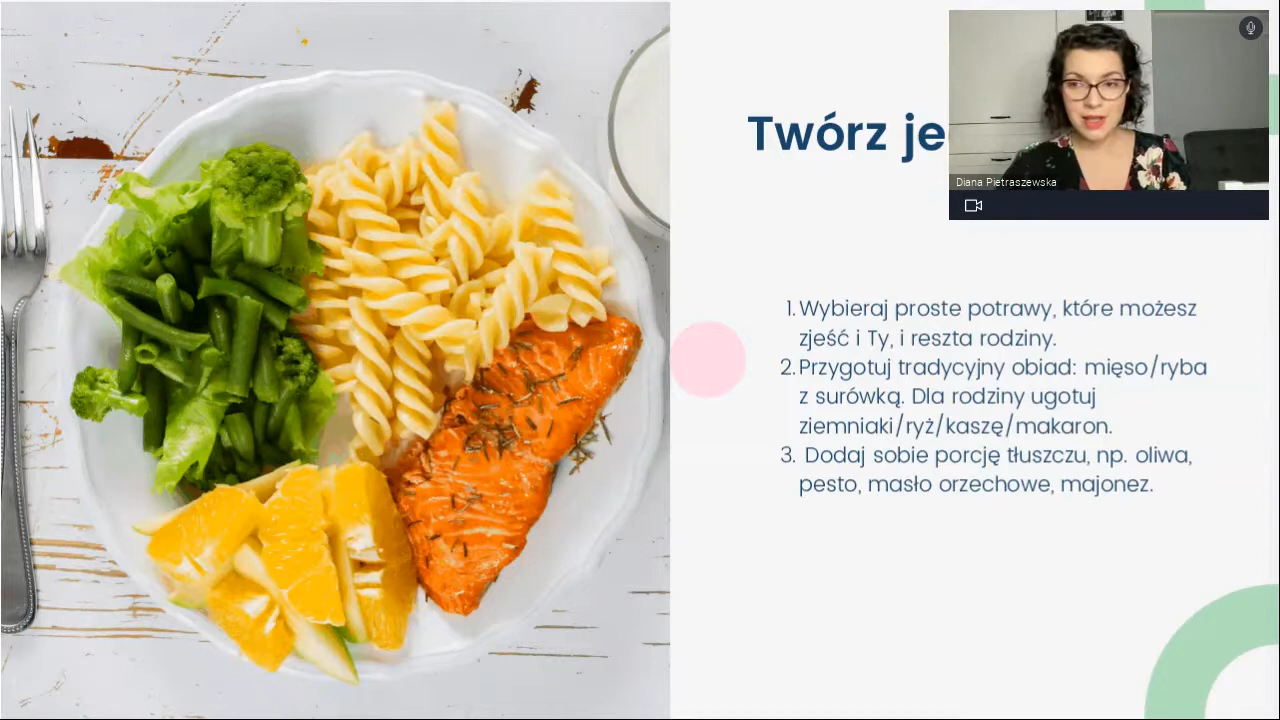 Twórz je
Diana Pietraszewska
1. Wybieraj proste potrawy, które możesz
zjeść i Ty, i reszta rodziny.
2. Przygotuj tradycyjny obiad: mięso/ryba
z surówką. Dla rodziny ugotuj
ziemniaki/ryż/kaszę/makaron.
3. Dodaj sobie porcję tłuszczu, np. oliwa,
pesto, masło orzechowe, majonez.